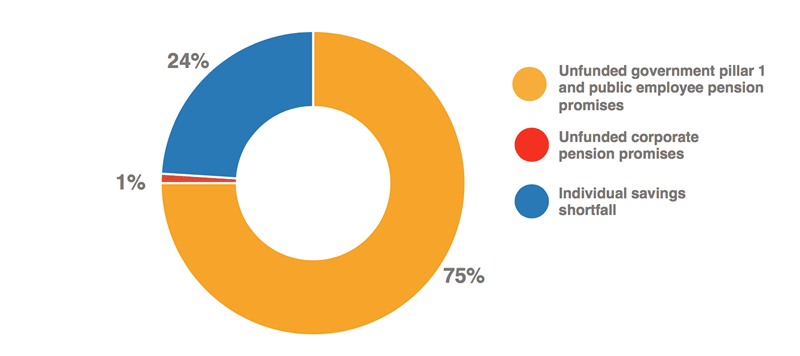 24%
1%
75%
Unfunded government pillar 1
and public employee pension
promises
Unfunded corporate
pension promises
Individual savings
shortfall